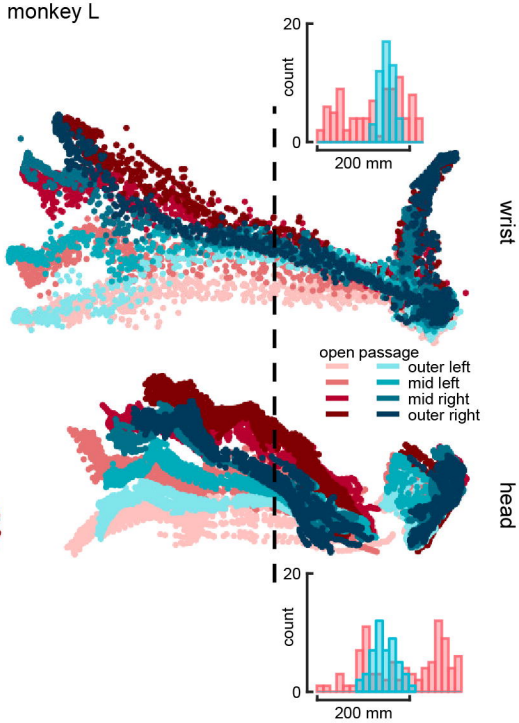 monkey L
20
count
0
200 mm
wrist
open passage
outer left
mid left
mid right
outer right
head
20
count
0
200 mm